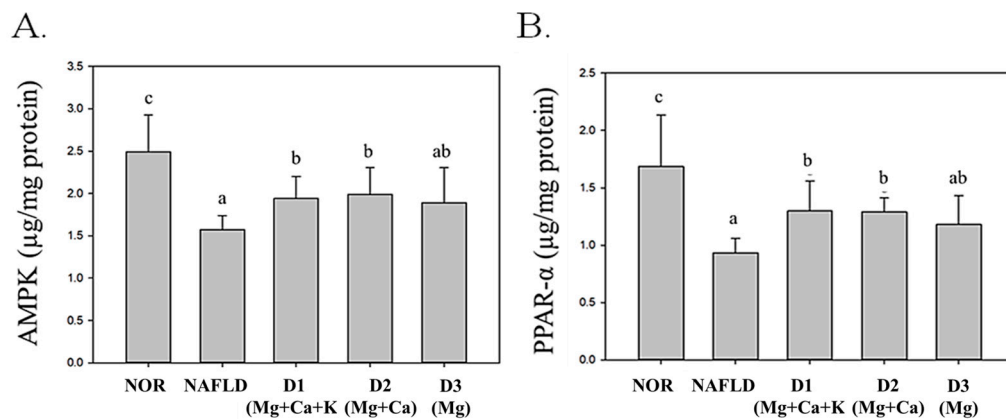 A.
AMPK (µg/mg protein)
3.5
3.0
2.5
2.0
1.5
1.0
0.5
0.0
c
a
b
b
ab
NOR NAFLD D1 D2 D3
(Mg+Ca+K (Mg+Ca) (Mg)
B.
PPAR-α (µg/mg protein)
2.5
2.0
1.5
1.0
0.5
0.0
c
a
b
b
ab
NOR NAFLD D1 D2 D3
(Mg+Ca+K (Mg+Ca) (Mg)